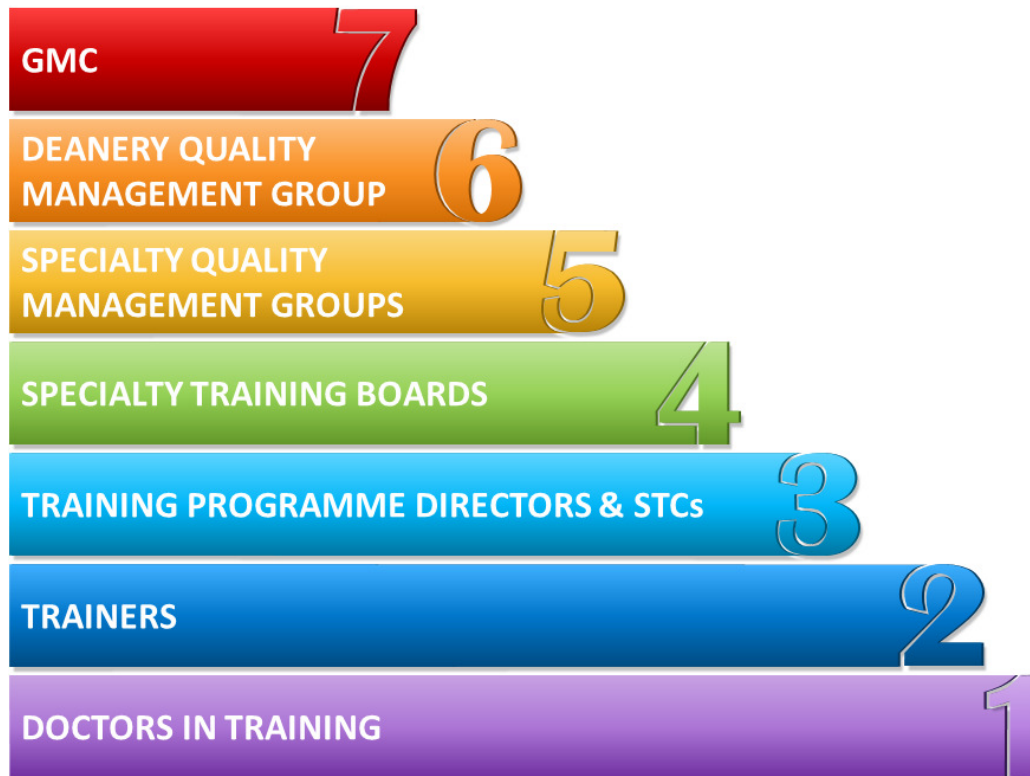 GMC 7
DEANERY QUALITY
MANAGEMENT GROUP 6
SPECIALTY QUALITY
MANAGEMENT GROUPS 5
SPECIALTY TRAINING BOARDS 4
TRAINING PROGRAMME DIRECTORS & STCs 3
TRAINERS 2
DOCTORS IN TRAINING 1